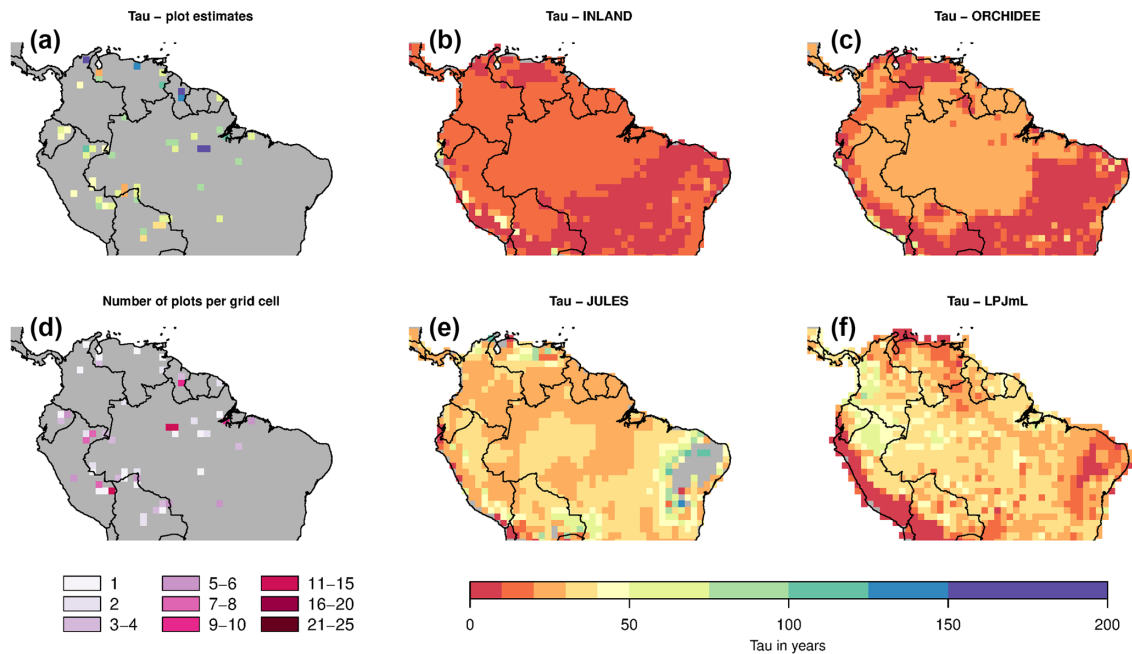 Tau – plot estimates
Tau – INLAND
Tau – ORCHIDEE
(a)
(b)
(c)
Number of plots per grid cell
Tau – JULES
Tau – LPJmL
(d)
(e)
(f)
1
5–6
11–15
2
7–8
16–20
3–4
9–10
21–25
0
50
100
150
200
Tau in years